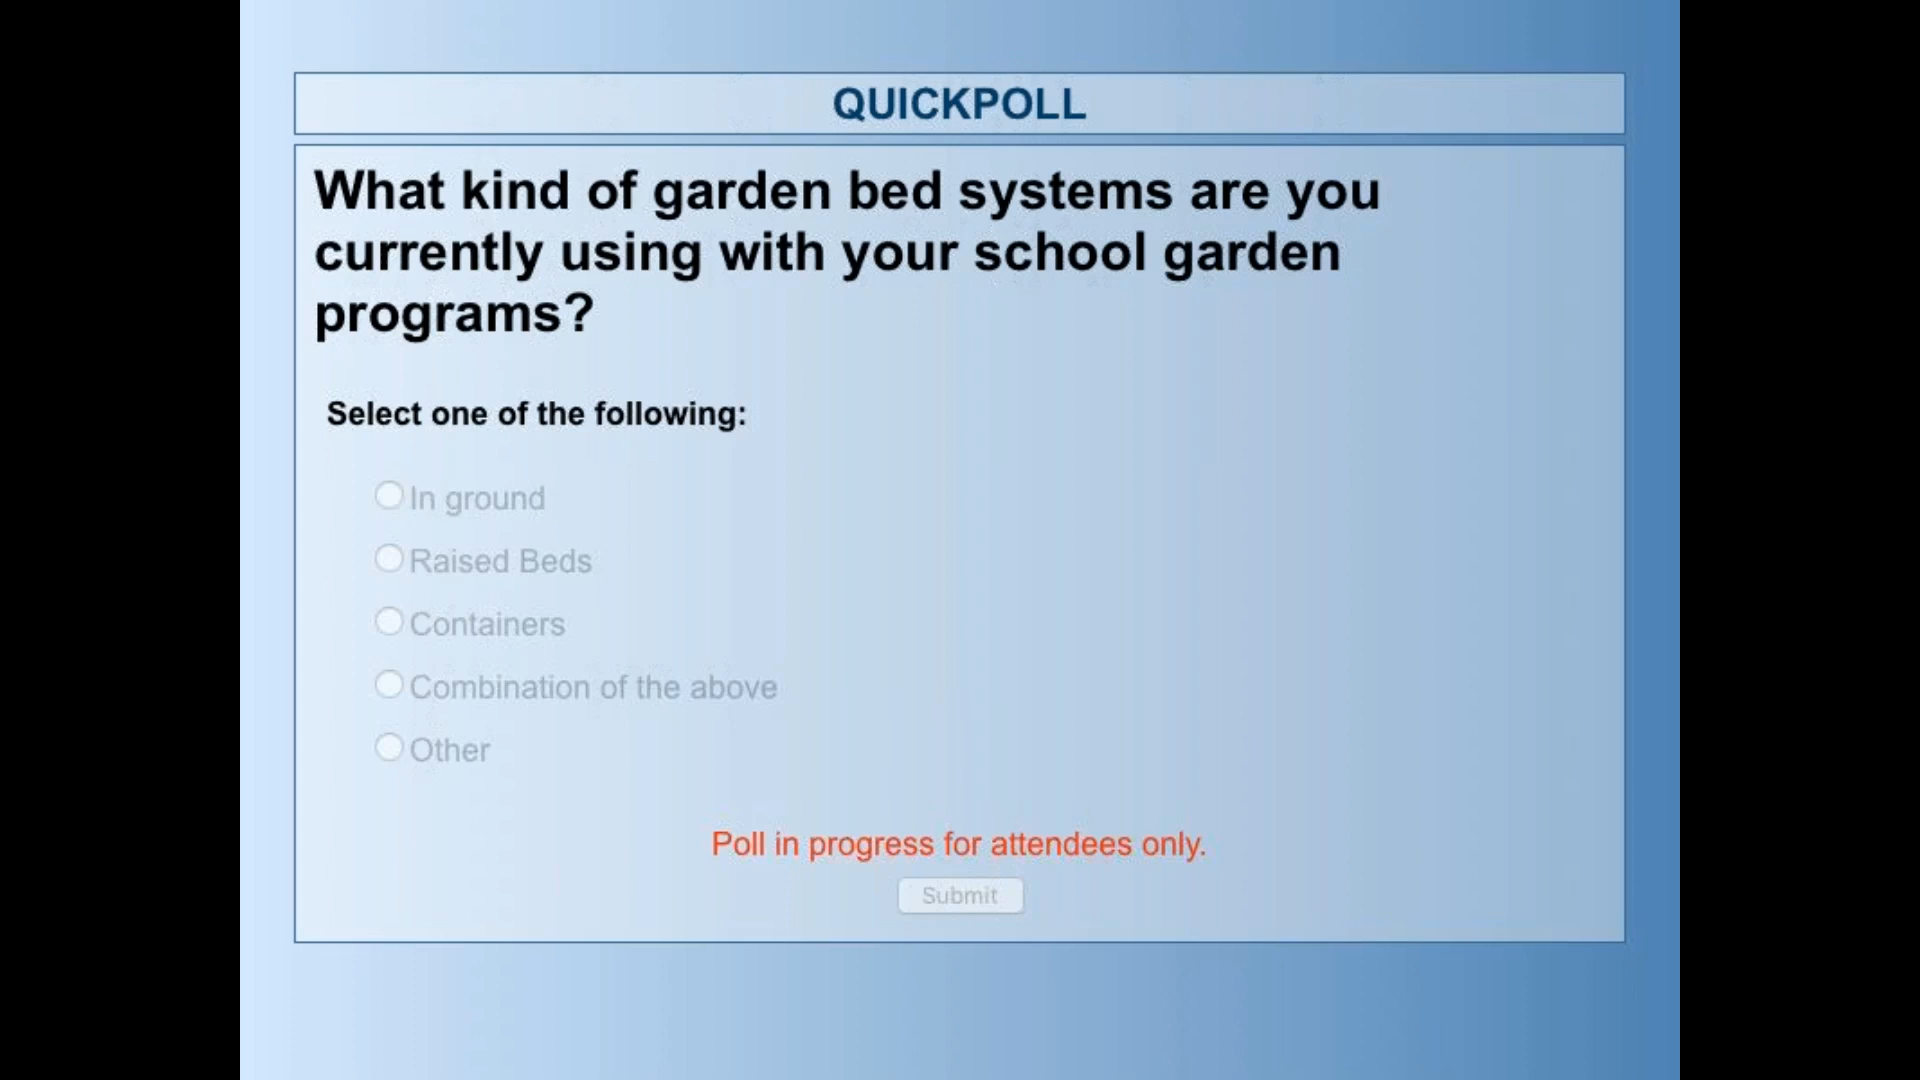 QUICKPOLL
What kind of garden bed systems are you
currently using with your school garden
programs?
Select one of the following:
In ground
Raised Beds
Containers
Combination of the above
Other
Poll in progress for attendees only.
Submit